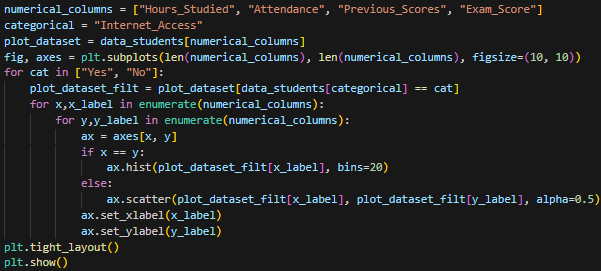 numerical_columns = ["Hours_Studied", "Attendance", "Previous_Scores", "Exam_Score"]
categorical = "Internet_Access"
plot_dataset = data_students[numerical_columns]
fig, axes = plt.subplots(len(numerical_columns), len(numerical_columns), figsize=(10, 10))
for cat in ["Yes", "No"]:
    plot_dataset_filt = plot_dataset[data_students[categorical] == cat]
    for x,x_label in enumerate(numerical_columns):
        for y,y_label in enumerate(numerical_columns):
            ax = axes[x, y]
            if x == y:
                ax.hist(plot_dataset_filt[x_label], bins=20)
            else:
                ax.scatter(plot_dataset_filt[x_label], plot_dataset_filt[y_label], alpha=0.5)
            ax.set_xlabel(x_label)
            ax.set_ylabel(y_label)
plt.tight_layout()
plt.show()